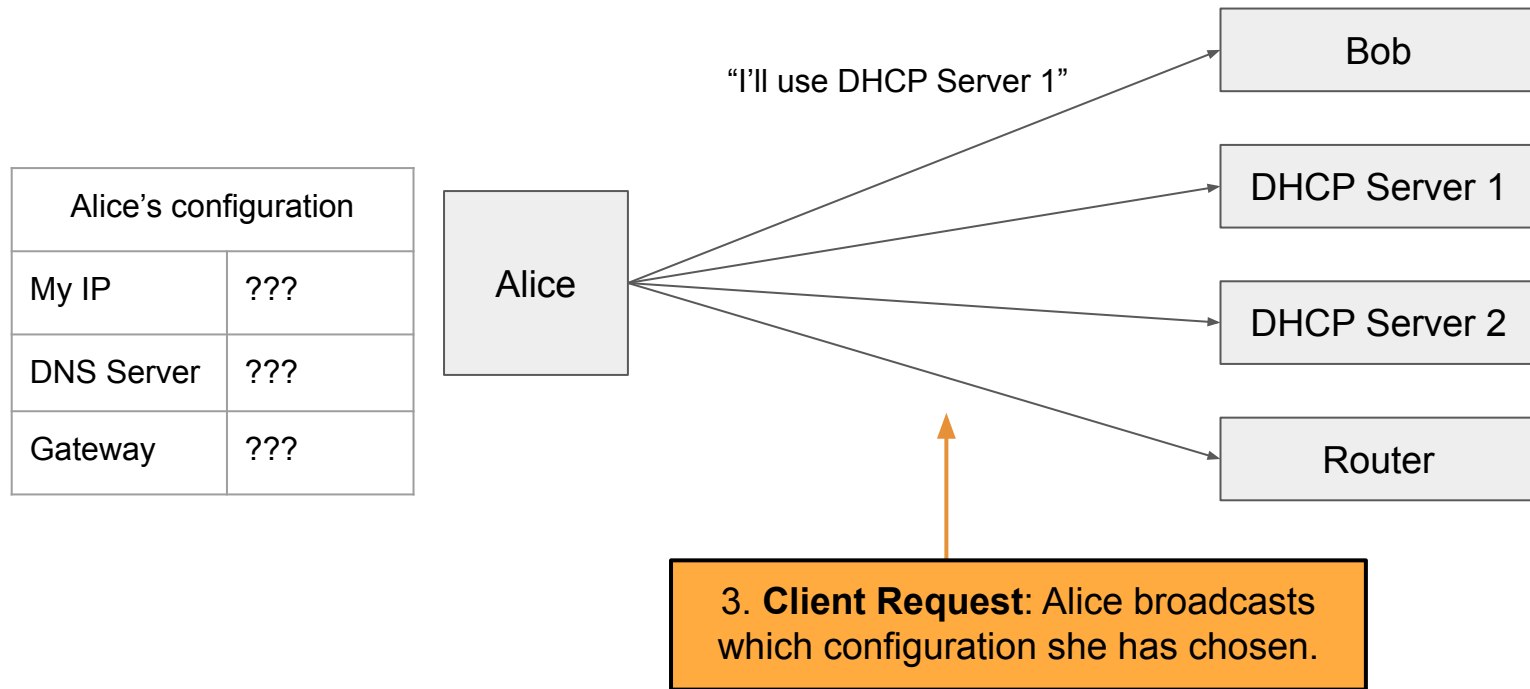 Bob
“I’ll use DHCP Server 1”
Alice’s configuration
My IP ???
DNS Server ???
Gateway ???
Alice
DHCP Server 1
DHCP Server 2
Router
3. Client Request: Alice broadcasts
which configuration she has chosen.